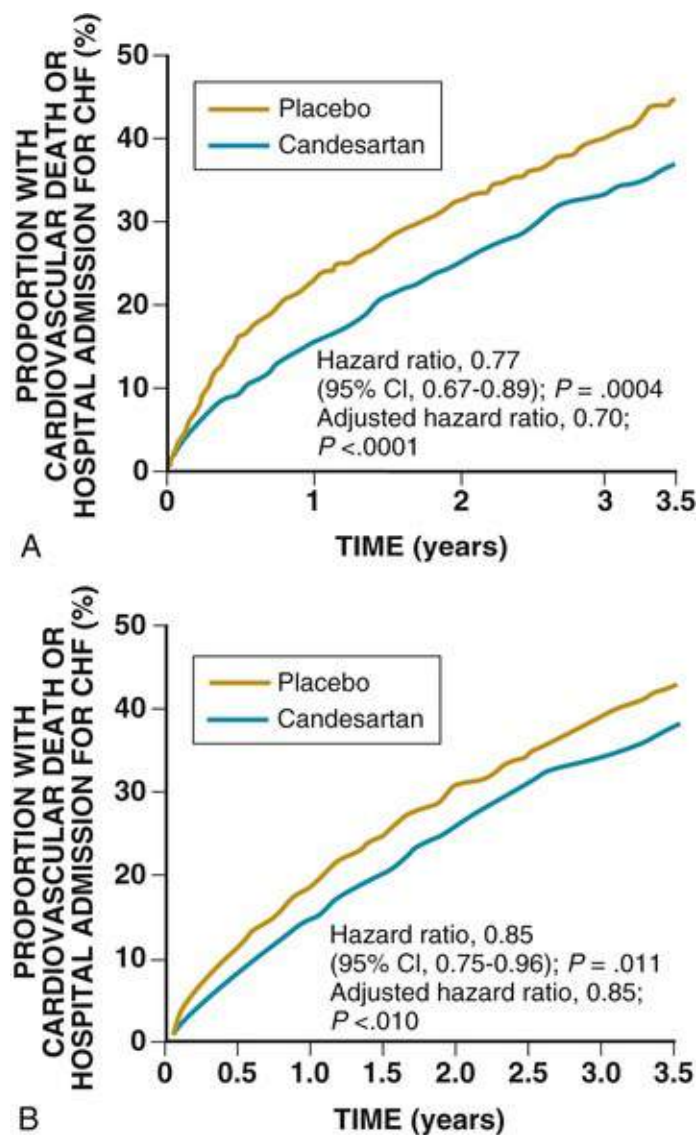 PROPORTION WITH
CARDIOVASCULAR DEATH OR
HOSPITAL ADMISSION FOR CHF (%)
50
40
30
20
10
0
Placebo
Candesartan
Hazard ratio, 0.77
(95% CI, 0.67-0.89); P = .0004
Adjusted hazard ratio, 0.70;
P <.0001
0 1 2 3 3.5
A TIME (years)
PROPORTION WITH
CARDIOVASCULAR DEATH OR
HOSPITAL ADMISSION FOR CHF (%)
50
40
30
20
10
0
Placebo
Candesartan
Hazard ratio, 0.85
(95% CI, 0.75-0.96); P = .011
Adjusted hazard ratio, 0.85;
P <.010
0 0.5 1.0 1.5 2.0 2.5 3.0 3.5
B TIME (years)